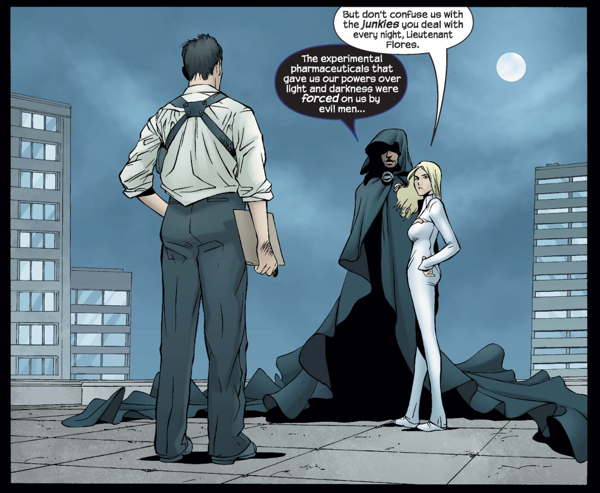 The experimental
pharmaceuticals that
gave us our powers over
light and darkness were
forced on us by
evil men...
But don't confuse us with
the junkies you deal with
every night, Lieutenant
Flores.